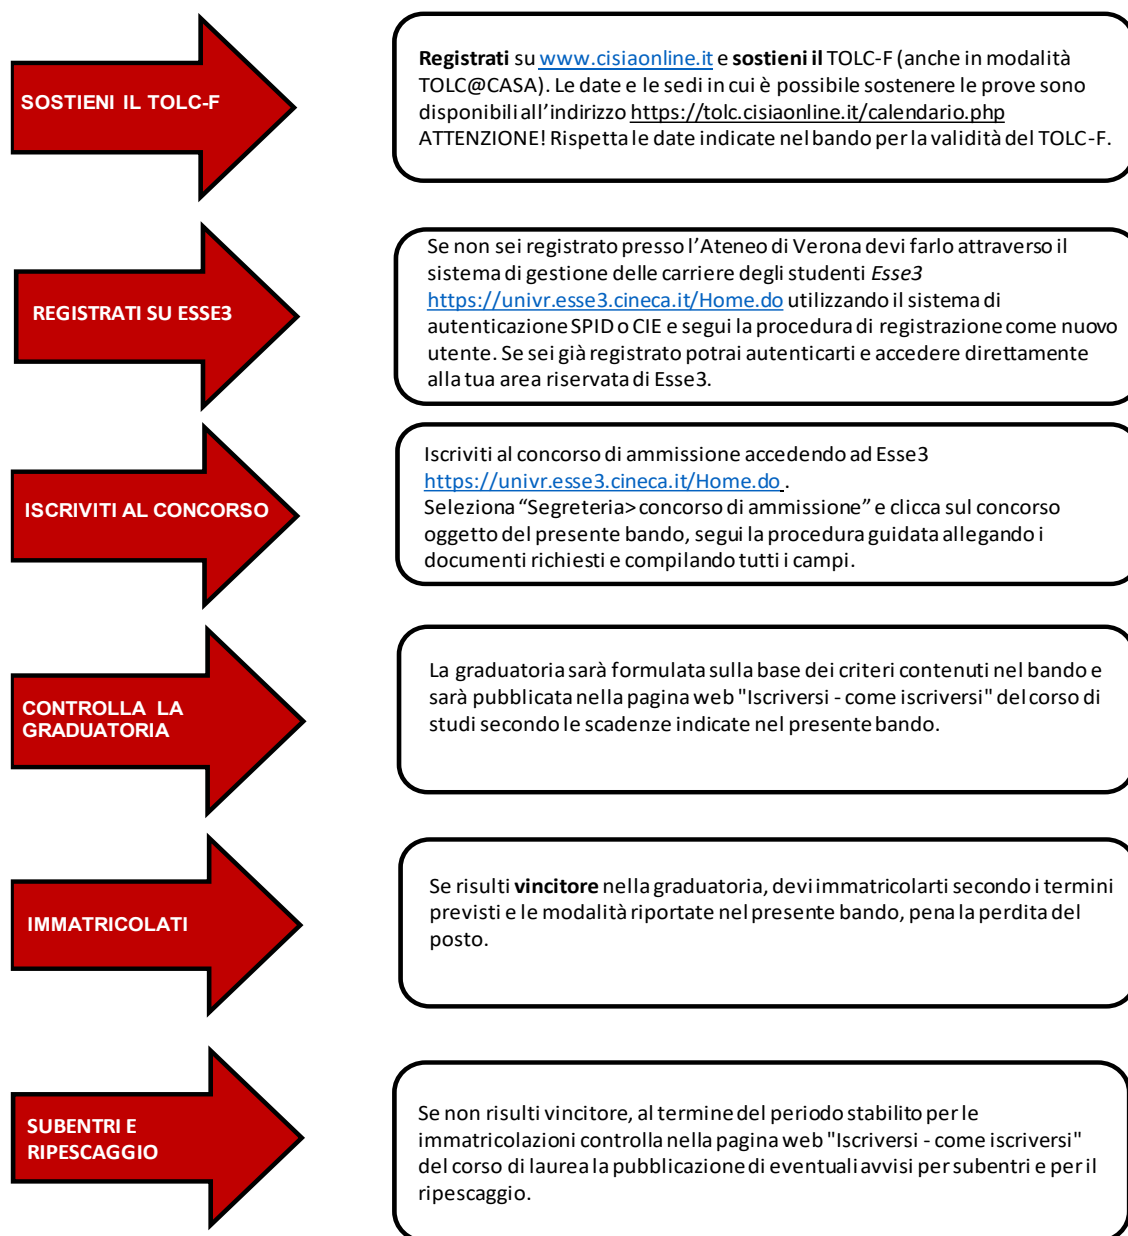 SOSTIENI IL TOLC-F
Registrati su www.cisiaonline.it e sostieni il TOLC-F (anche in modalità
TOLC@CASA). Le date e le sedi in cui è possibile sostenere le prove sono
disponibili all’indirizzo https://tolc.cisiaonline.it/calendario.php
ATTENZIONE! Rispetta le date indicate nel bando per la validità del TOLC-F.
REGISTRATI SU ESSE3
Se non sei registrato presso l’Ateneo di Verona devi farlo attraverso il
sistema di gestione delle carriere degli studenti Esse3
https://univr.esse3.cineca.it/Home.do utilizzando il sistema di
autenticazione SPID o CIE e segui la procedura di registrazione come nuovo
utente. Se sei già registrato potrai autenticarti e accedere direttamente
alla tua area riservata di Esse3.
ISCRIVITI AL CONCORSO
Iscriviti al concorso di ammissione accedendo ad Esse3
https://univr.esse3.cineca.it/Home.do .
Seleziona “Segreteria> concorso di ammissione” e clicca sul concorso
oggetto del presente bando, segui la procedura guidata allegando i
documenti richiesti e compilando tutti i campi.
CONTROLLA LA
GRADUATORIA
La graduatoria sarà formulata sulla base dei criteri contenuti nel bando e
sarà pubblicata nella pagina web "Iscriversi - come iscriversi" del corso di
studi secondo le scadenze indicate nel presente bando.
IMMATRICOLATI
Se risulti vincitore nella graduatoria, devi immatricolarti secondo i termini
previsti e le modalità riportate nel presente bando, pena la perdita del
posto.
SUBENTRI E
RIPESCAGGIO
Se non risulti vincitore, al termine del periodo stabilito per le
immatricolazioni controlla nella pagina web "Iscriversi - come iscriversi"
del corso di laurea la pubblicazione di eventuali avvisi per subentri e per il
ripescaggio.